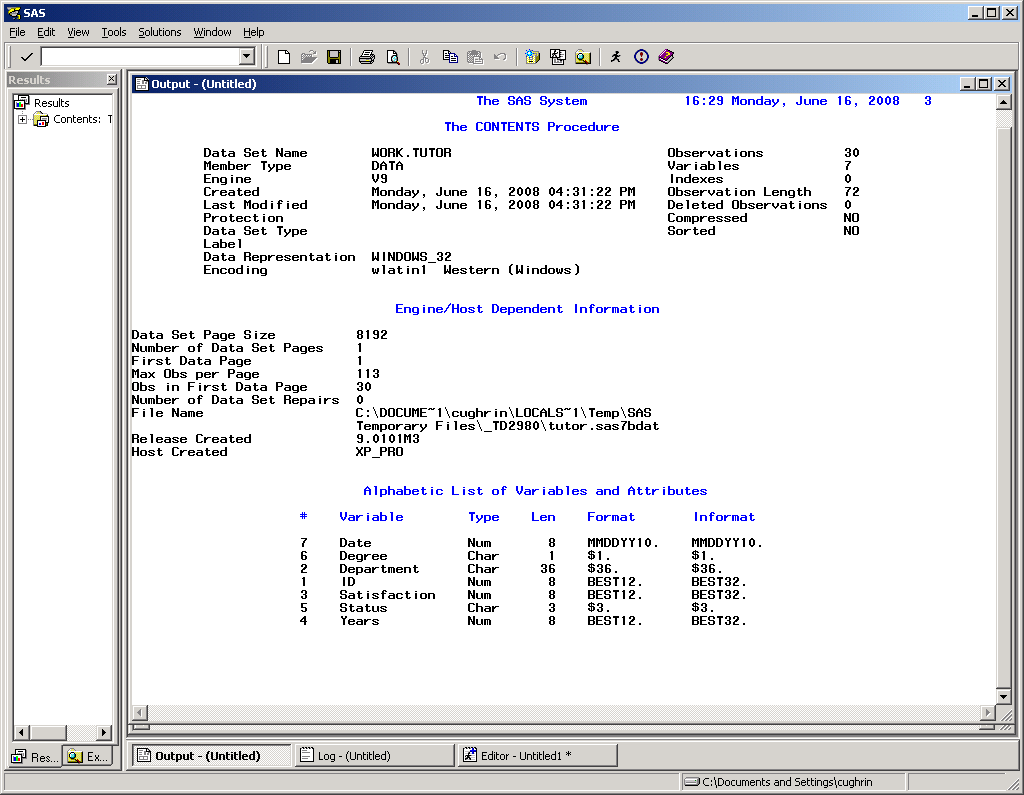 SAS
File Edit View Tools Solutions Window Help
Results
Results
Contents: T
Output - (Untitled)
The SAS System 16:29 Monday, June 16, 2008 3
The CONTENTS Procedure
Data Set Name WORK.TUTOR Observations 30
Member Type DATA Variables 7
Engine V9 Indexes 0
Created Monday, June 16, 2008 04:31:22 PM Observation Length 72
Last Modified Monday, June 16, 2008 04:31:22 PM Deleted Observations 0
Protection Compressed NO
Data Set Type Sorted NO
Label
Data Representation WINDOWS_32
Encoding wlatin1 Western (Windows)
Engine/Host Dependent Information
Data Set Page Size 8192
Number of Data Set Pages 1
First Data Page 1
Max Obs per Page 113
Obs in First Data Page 30
Number of Data Set Repairs 0
File Name C:\DOCUME~1\cughrin\LOCALS~1\Temp\SAS
Temporary Files\_TD2980\tutor.sas7bdat
Release Created 9.0101M3
Host Created XP_PRO
Alphabetic List of Variables and Attributes
# Variable Type Len Format Informat
7 Date Num 8 MMDDYY10. MMDDYY10.
6 Degree Char 1 $1. $1.
2 Department Char 36 $36. $36.
1 ID Num 8 BEST12. BEST32.
3 Satisfaction Num 8 BEST12. BEST32.
5 Status Char 3 $3. $3.
4 Years Num 8 BEST12. BEST32.
Res... Ex...
Output - (Untitled) Log - (Untitled) Editor - Untitled1 *
C:\Documents and Settings\cughrin